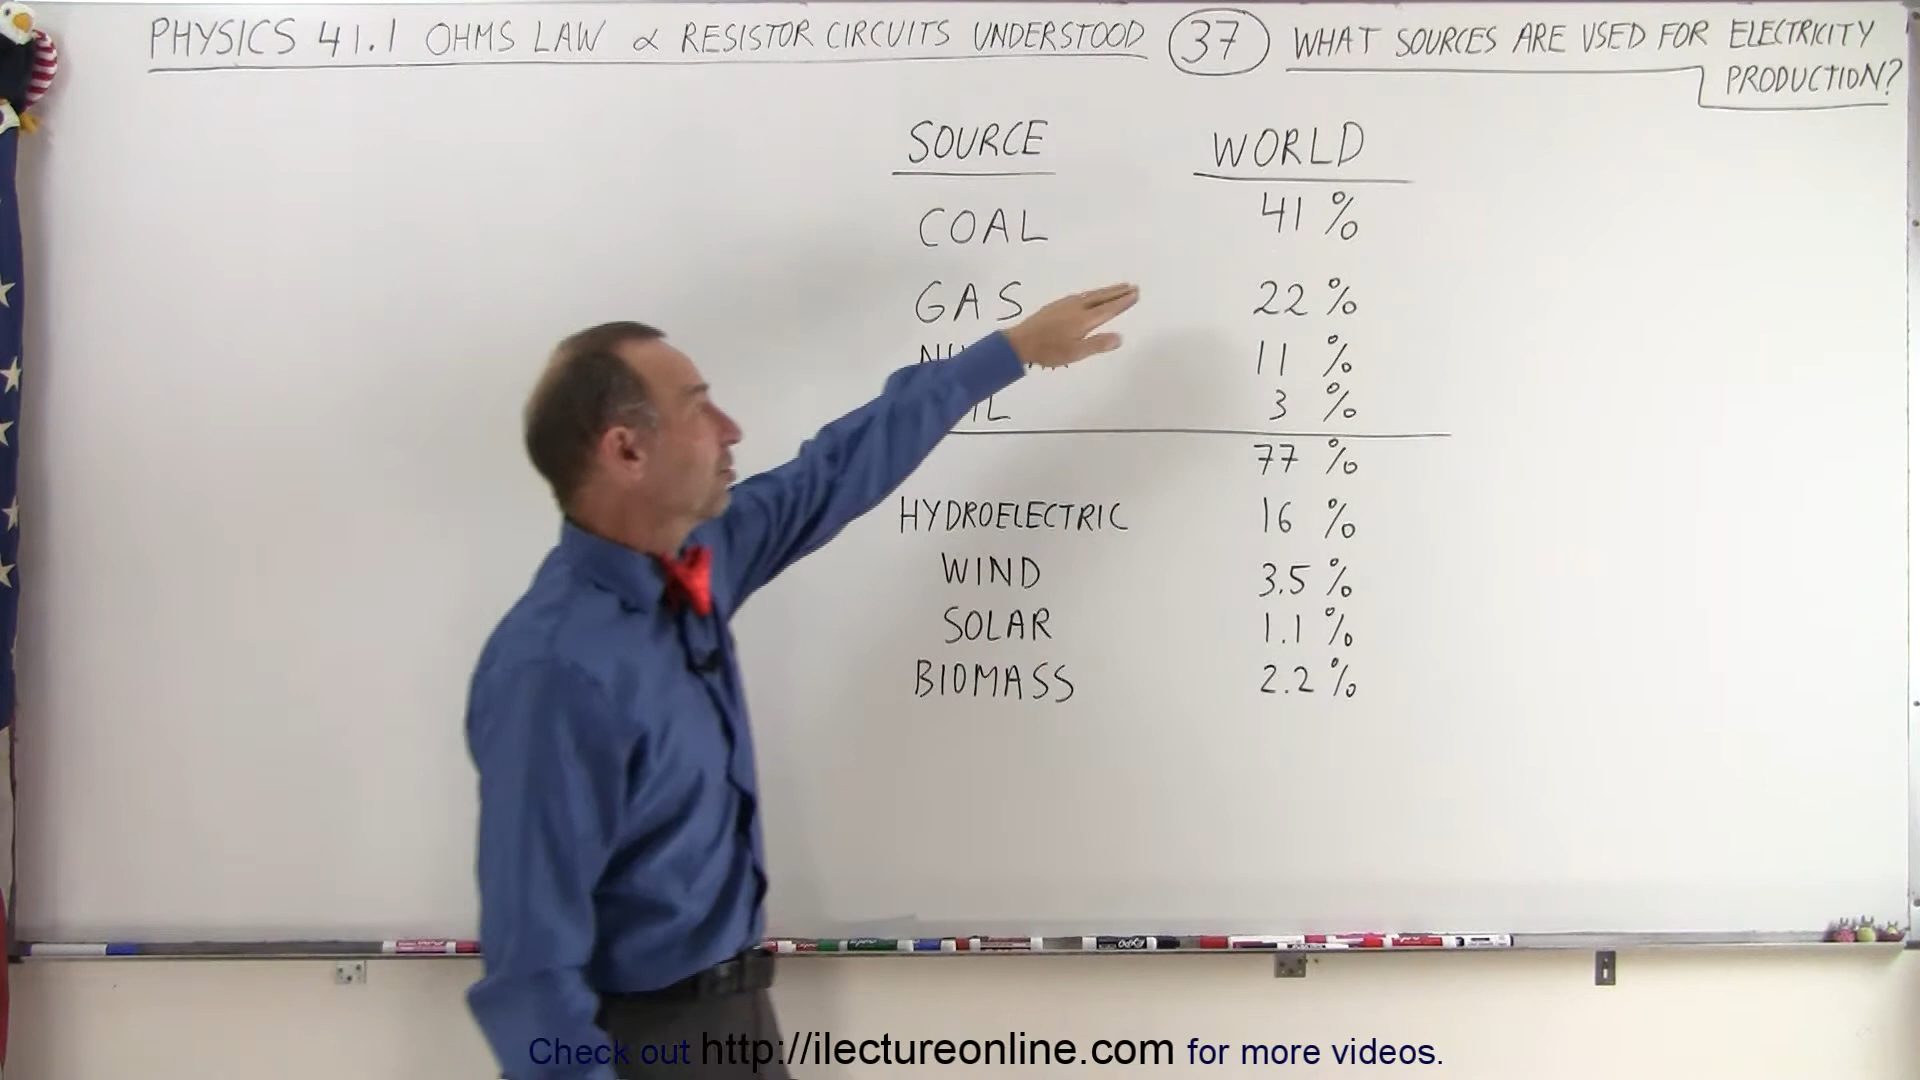 PHYSICS 41.1 OHMS LAW & RESISTOR CIRCUITS UNDERSTOOD 37 WHAT SOURCES ARE USED FOR ELECTRICITY
PRODUCTION?
SOURCE WORLD
COAL 41 %
GAS 22 %
11 %
3 %
77 %
HYDROELECTRIC 16 %
WIND 3.5 %
SOLAR 1.1 %
BIOMASS 2.2 %
Check out http://ilectureonline.com for more videos.